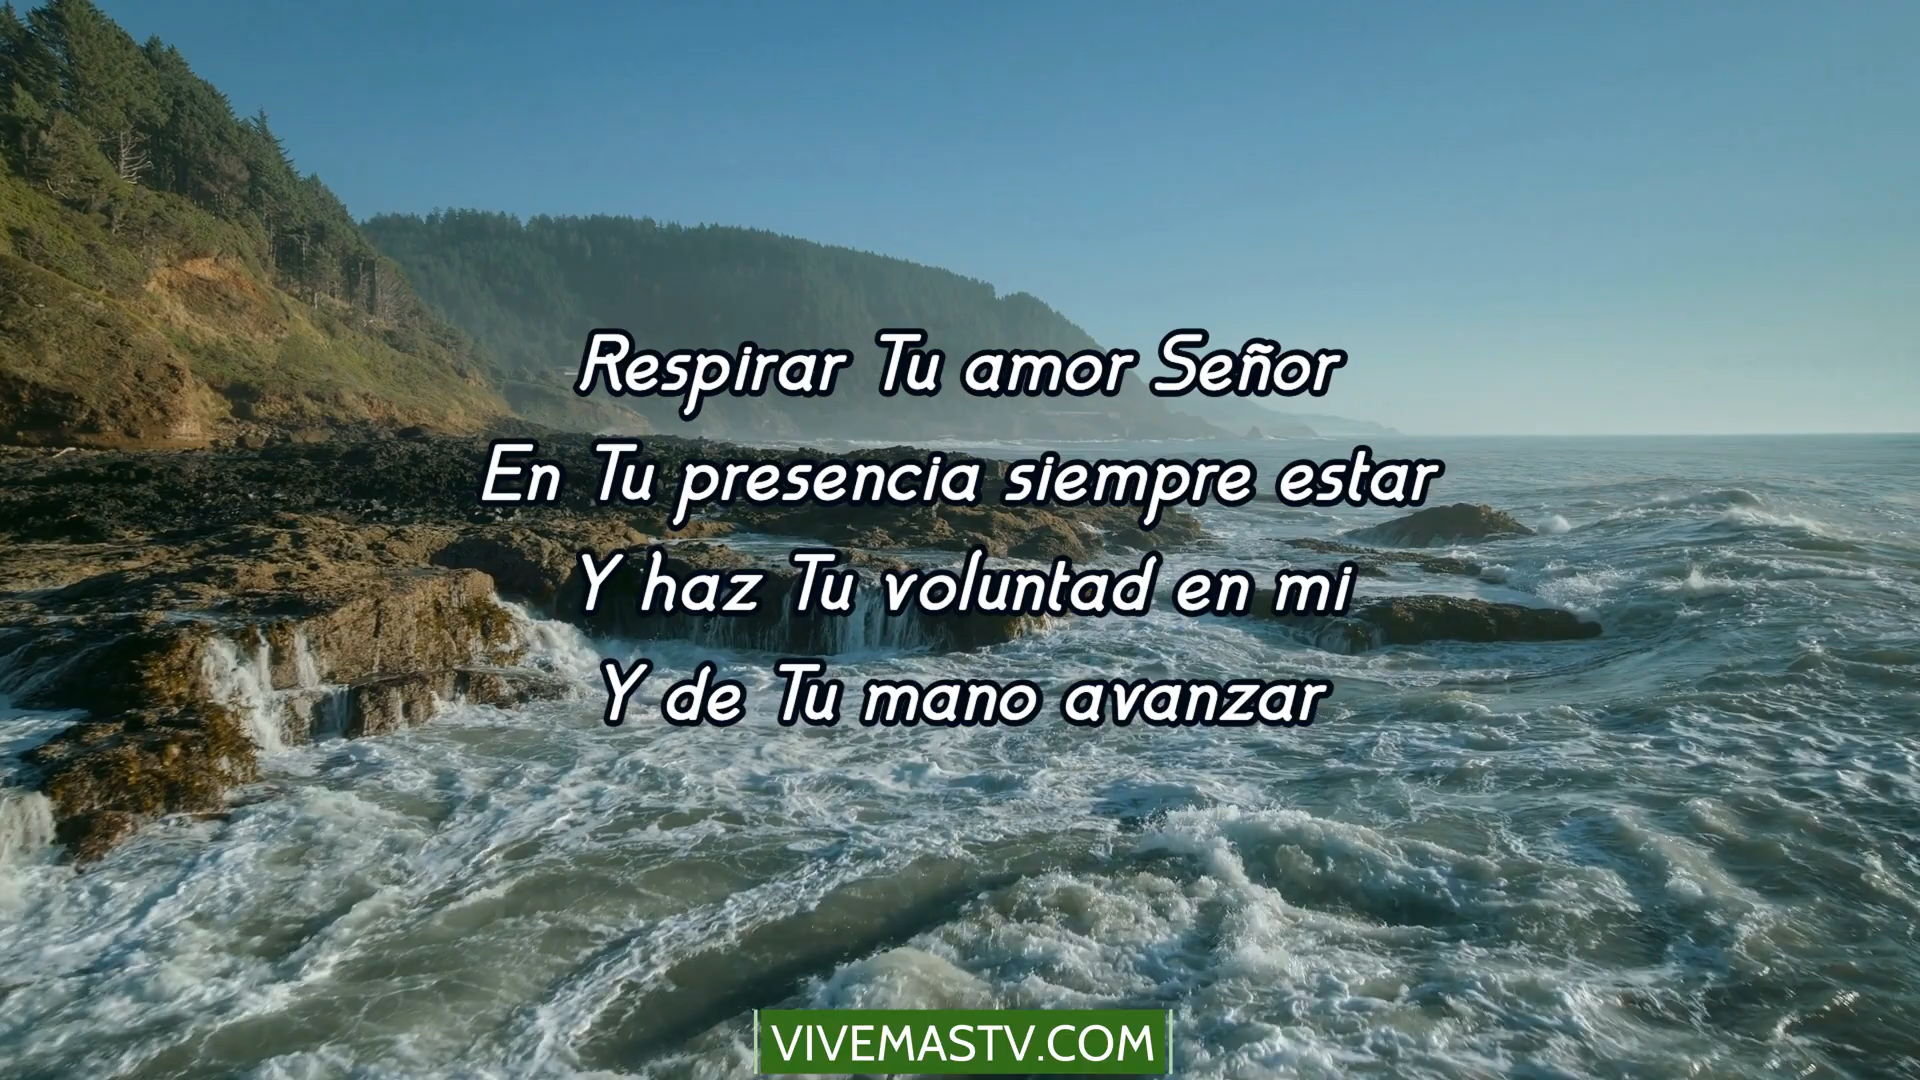 Respirar Tu amor Señor
En Tu presencia siempre estar
Y haz Tu voluntad en mi
Y de Tu mano avanzar
VIVEMASTV.COM